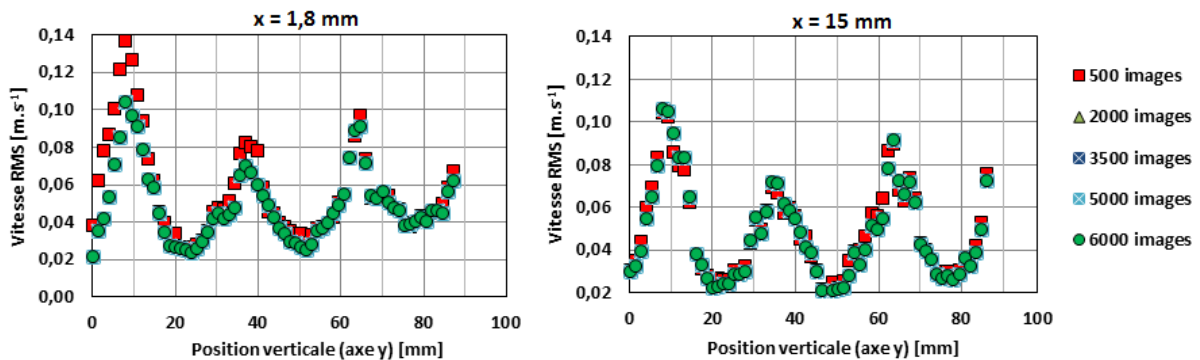 x = 1,8 mm
Vitesse RMS [m.s⁻¹]
0,14
0,12
0,10
0,08
0,06
0,04
0,02
0,00
0 20 40 60 80 100
Position verticale (axe y) [mm]
x = 15 mm
Vitesse RMS [m.s⁻¹]
0,14
0,12
0,10
0,08
0,06
0,04
0,02
0 20 40 60 80 100
Position verticale (axe y) [mm]
500 images
2000 images
3500 images
5000 images
6000 images